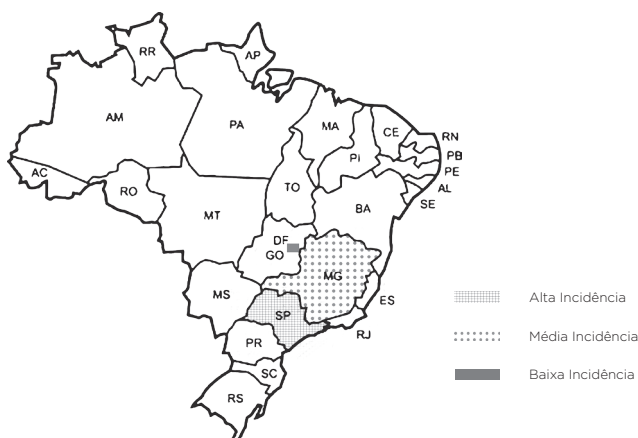 RR
AP
AM
PA
MA
CE
RN
PI
PB
PE
AC
AL
RO
TO
SE
BA
MT
DF
GO
MG
MS
ES
Alta Incidência
SP
RJ
Média Incidência
PR
SC
Baixa Incidência
RS